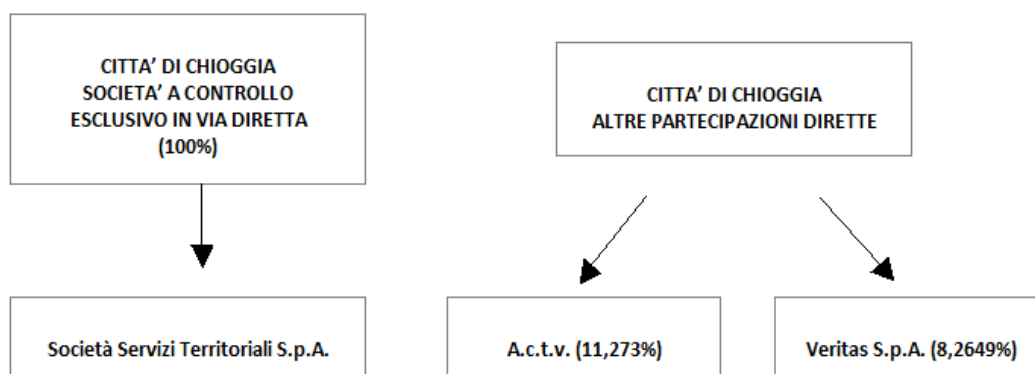 CITTA' DI CHIOGGIA
SOCIETA' A CONTROLLO
ESCLUSIVO IN VIA DIRETTA
(100%)
CITTA' DI CHIOGGIA
ALTRE PARTECIPAZIONI DIRETTE
Società Servizi Territoriali S.p.A.
A.c.t.v. (11,273%)
Veritas S.p.A. (8,2649%)